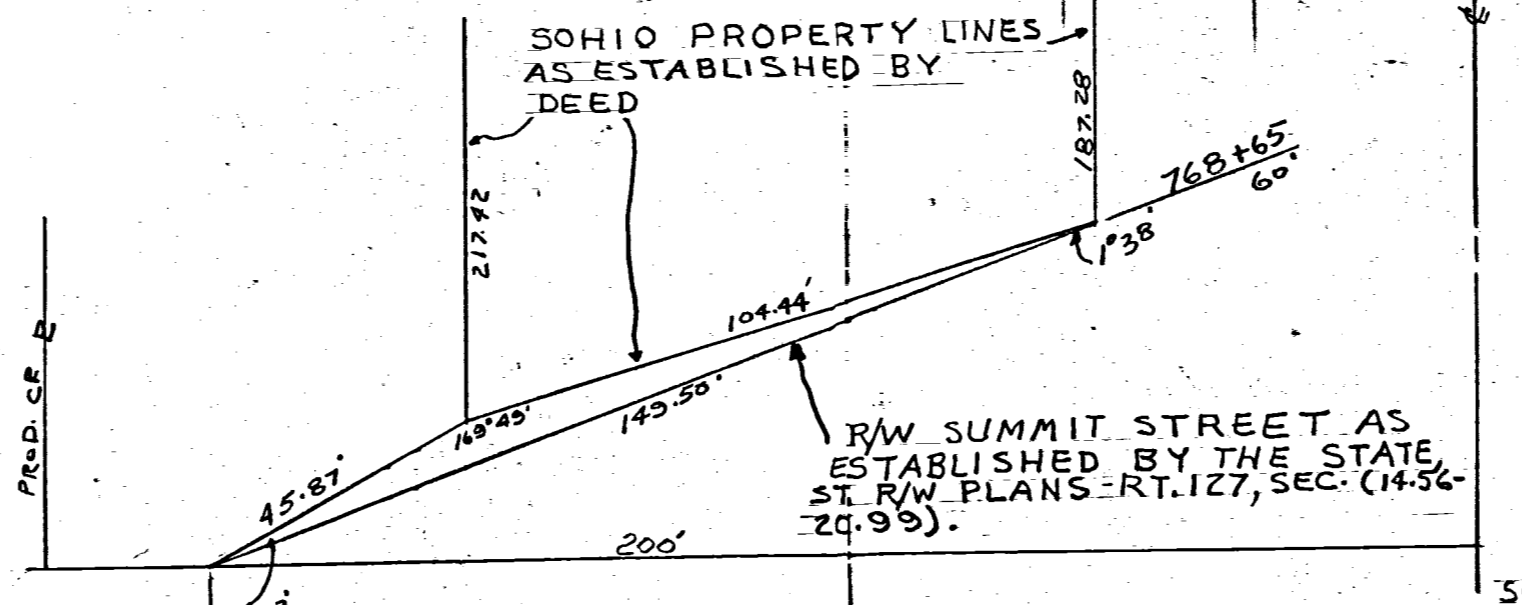 SOHIO PROPERTY LINES
AS ESTABLISHED BY
DEED
187.28
768+65
60'
217.42
1°38'
104.44'
PROD. CR
169°49'
149.50'
45.87'
R/W SUMMIT STREET AS
ESTABLISHED BY THE STATE,
ST. R/W PLANS-RT.127, SEC. (14.56-
20.99).
200'
S